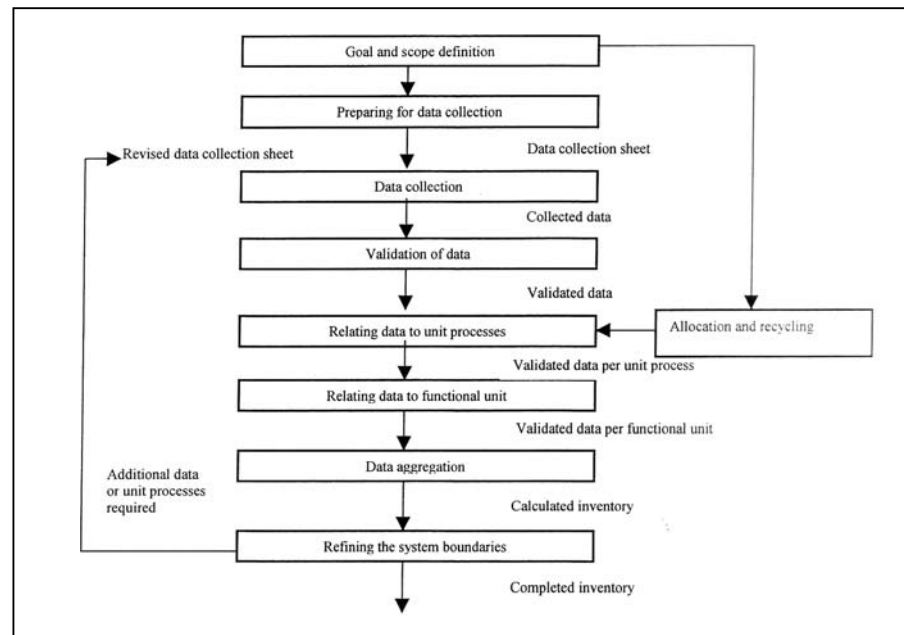 Goal and scope definition
Preparing for data collection
Revised data collection sheet
Data collection sheet
Data collection
Collected data
Validation of data
Validated data
Relating data to unit processes
Allocation and recycling
Validated data per unit process
Relating data to functional unit
Validated data per functional unit
Data aggregation
Additional data
or unit processes
required
Calculated inventory
Refining the system boundaries
Completed inventory